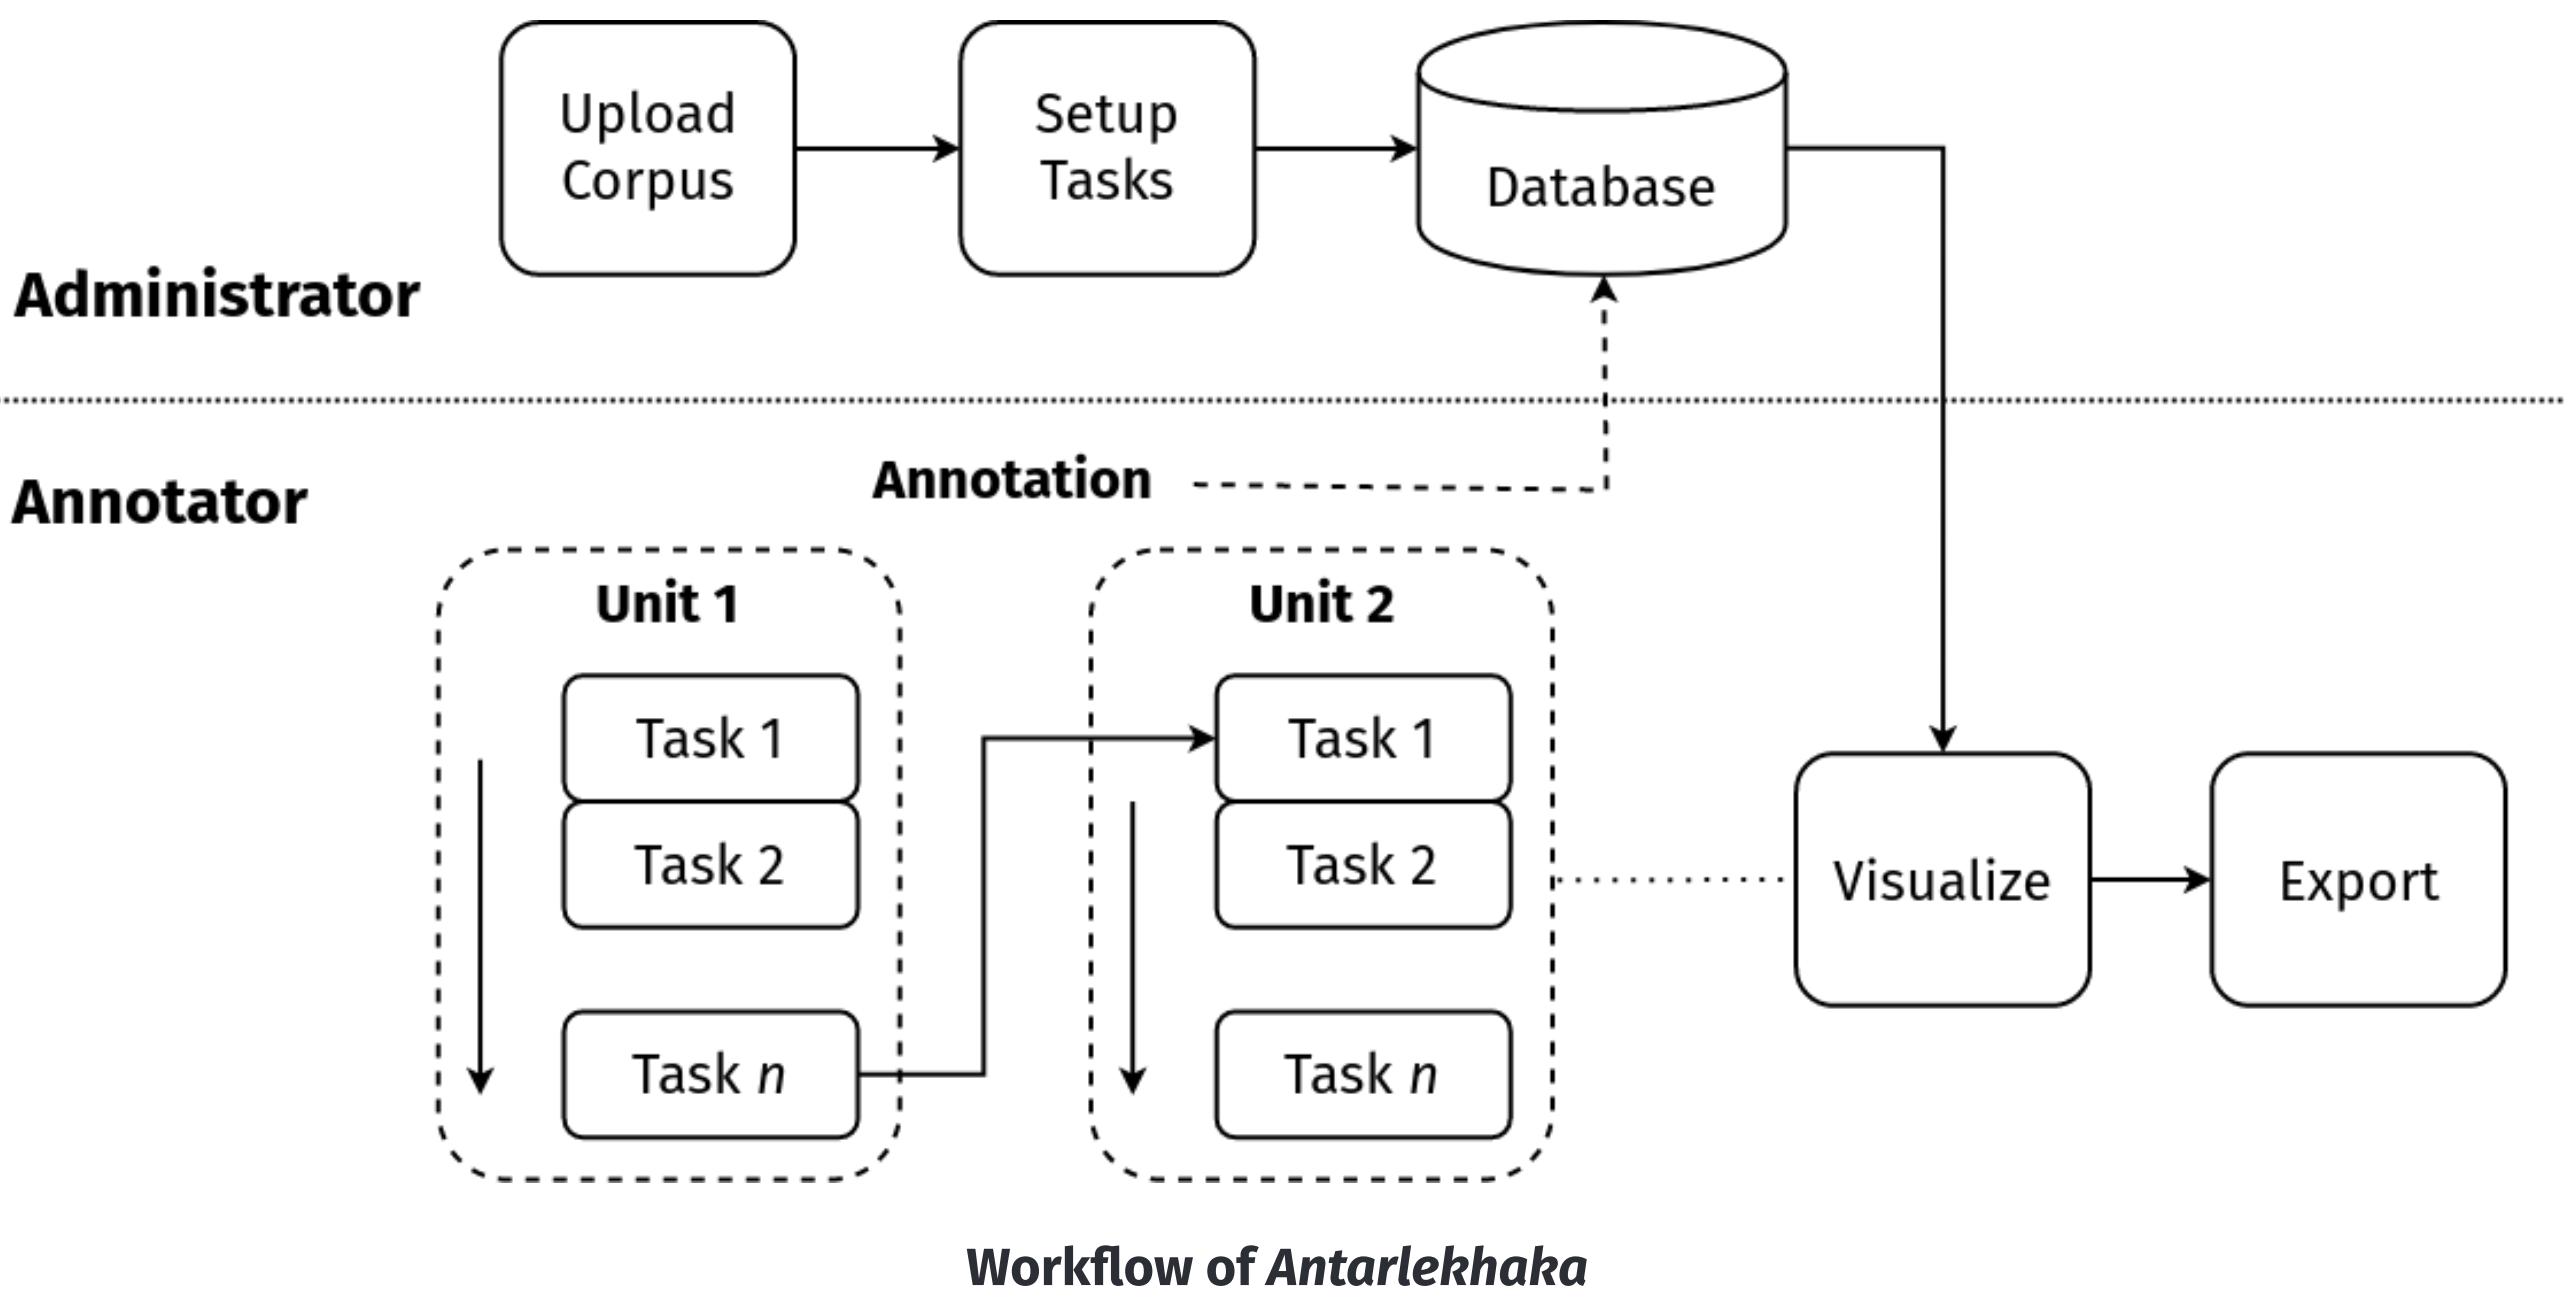 Upload
Corpus
Setup
Tasks
Database
Administrator
Annotator
Annotation
Unit 1
Task 1
Task 2
Task n
Unit 2
Task 1
Task 2
Task n
Visualize
Export
Workflow of Antarlekhaka